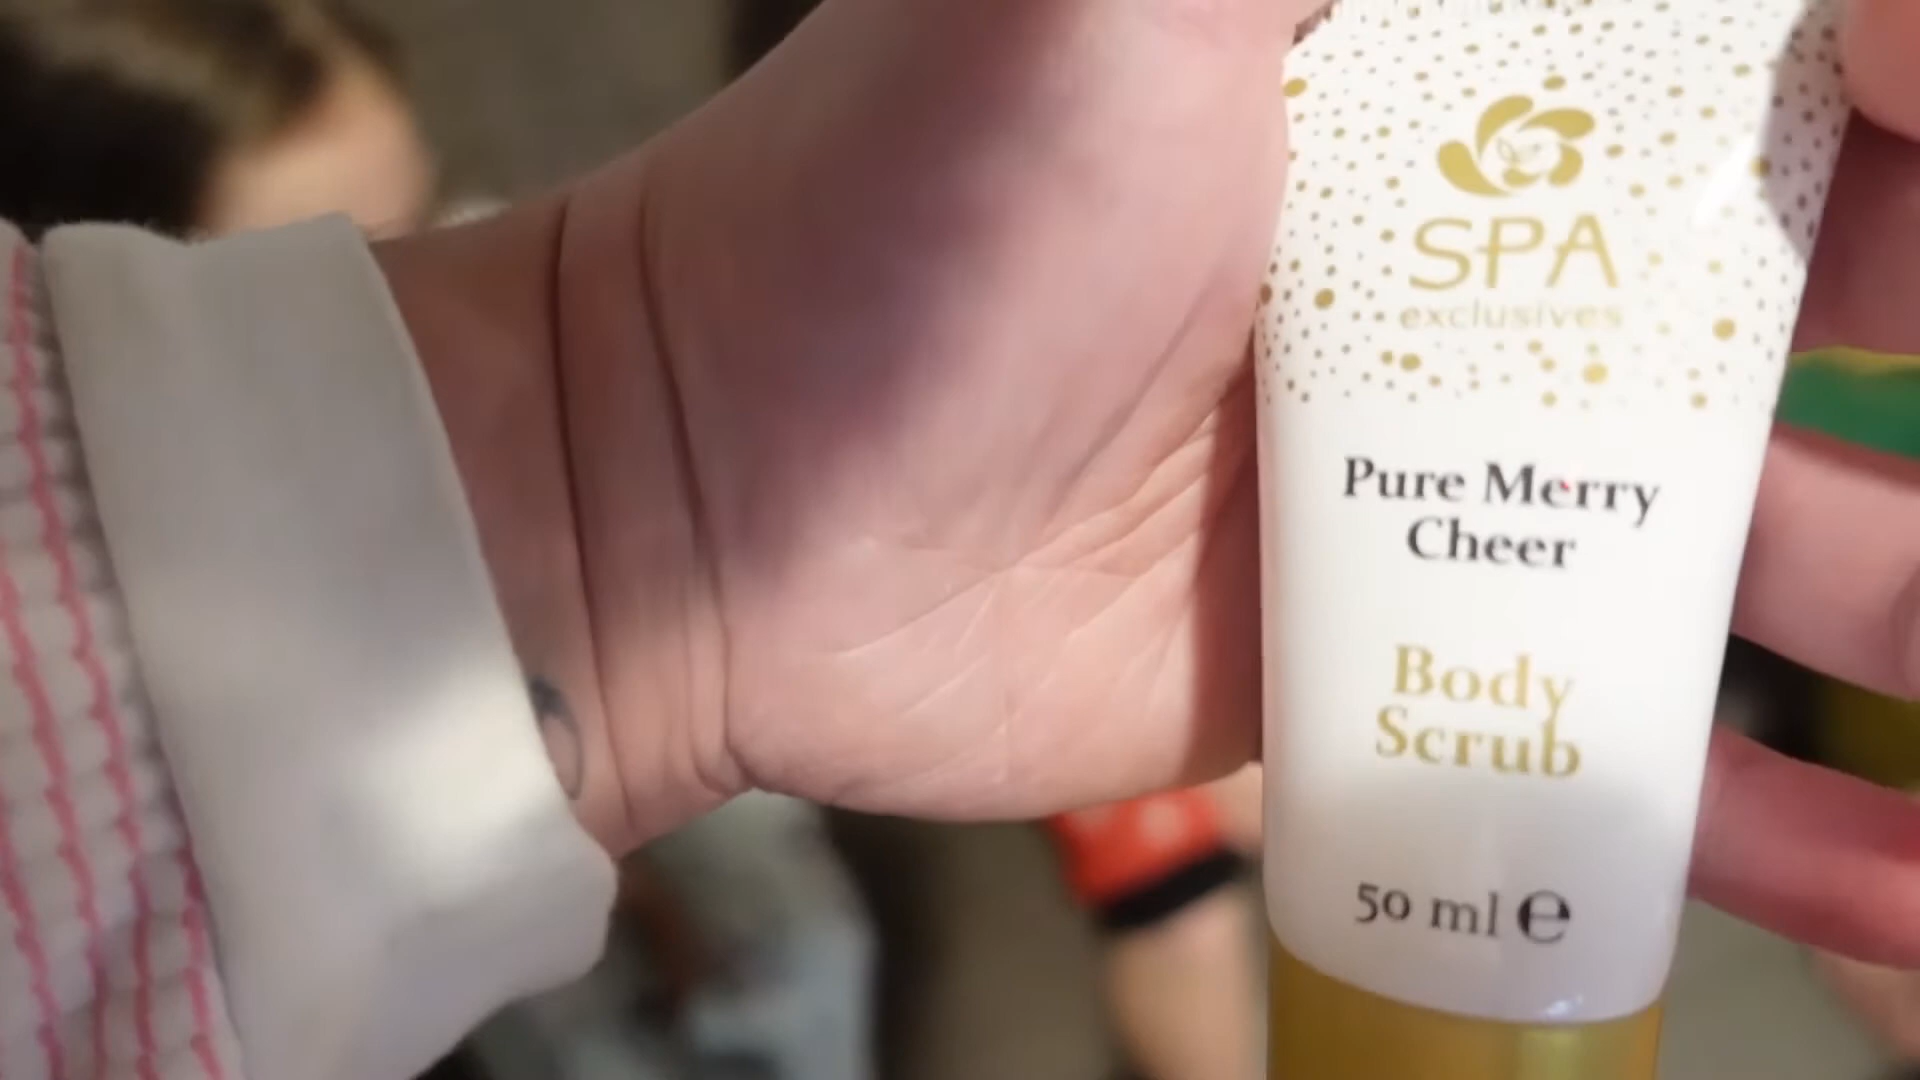 SPA
exclusives
Pure Merry
Cheer
Body
Scrub
50 ml ℮